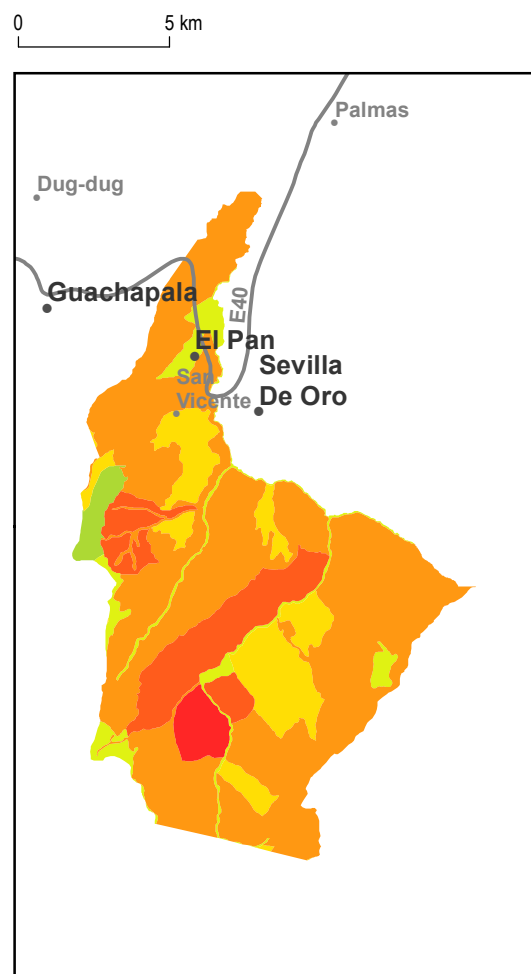 0 5 km
Palmas
Dug-dug
Guachapala
E40
El Pan
Sevilla
De Oro
San
Vicente